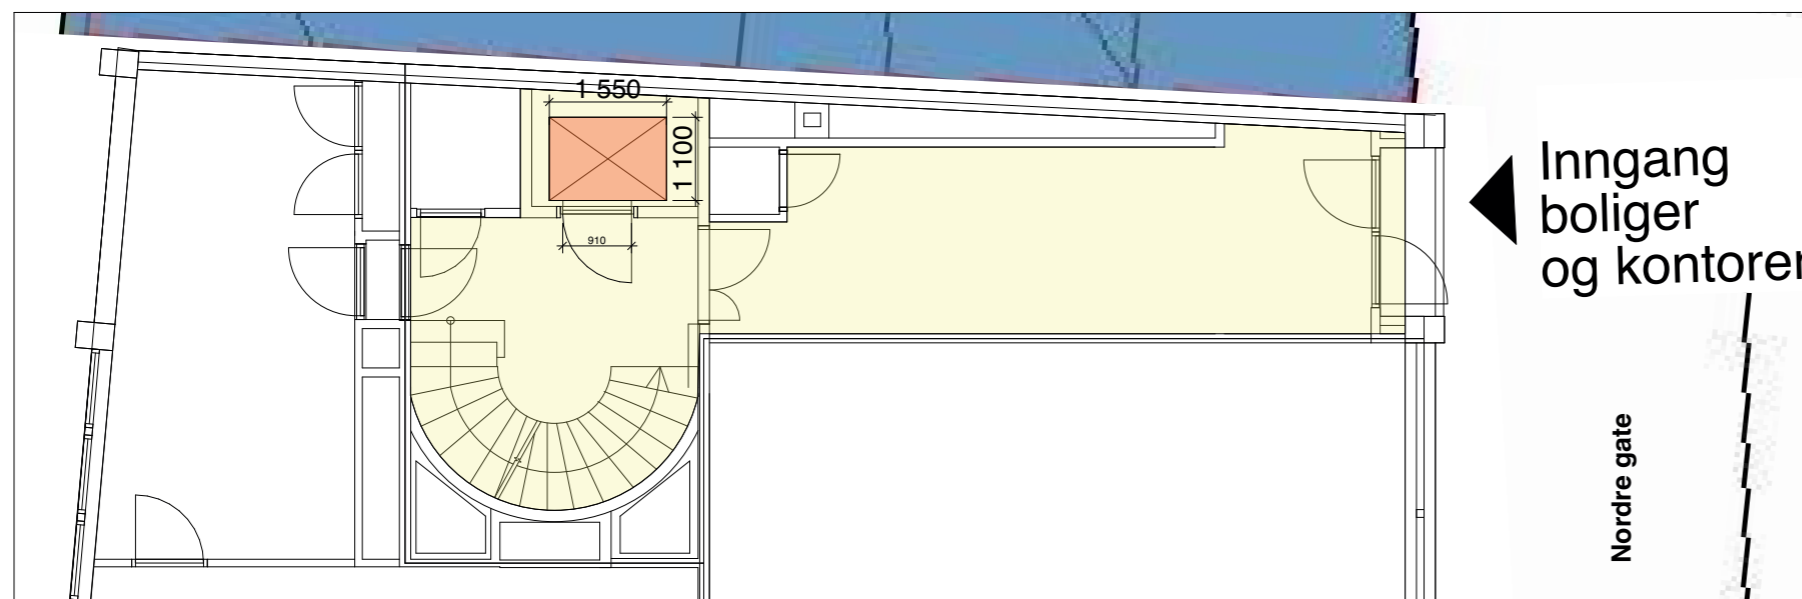 1 550
1 100
910
Inngang
boliger
og kontorer
Nordre gate